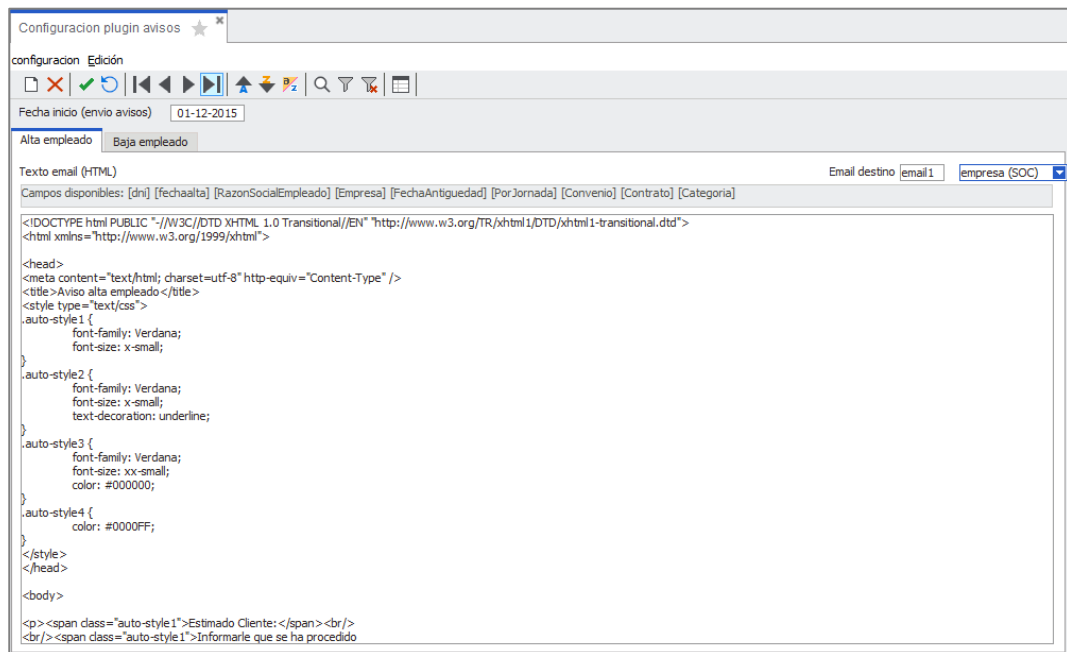 Configuracion plugin avisos
configuracion Edición
Fecha inicio (envio avisos) 01-12-2015
Alta empleado Baja empleado
Texto email (HTML) Email destino email1 empresa (SOC)
Campos disponibles: [dni] [fechaalta] [RazonSocialEmpleado] [Empresa] [FechaAntiguedad] [PorJornada] [Convenio] [Contrato] [Categoria]
<!DOCTYPE html PUBLIC "-//W3C//DTD XHTML 1.0 Transitional//EN" "http://www.w3.org/TR/xhtml1/DTD/xhtml1-transitional.dtd">
<html xmlns="http://www.w3.org/1999/xhtml">
<head>
<meta content="text/html; charset=utf-8" http-equiv="Content-Type" />
<title>Aviso alta empleado</title>
<style type="text/css">
.auto-style1 {
font-family: Verdana;
font-size: x-small;
}
.auto-style2 {
font-family: Verdana;
font-size: x-small;
text-decoration: underline;
}
.auto-style3 {
font-family: Verdana;
font-size: xx-small;
color: #000000;
}
.auto-style4 {
color: #0000FF;
}
</style>
</head>
<body>
<p><span class="auto-style1">Estimado Cliente:</span><br/>
<br/><span class="auto-style1">Informarle que se ha procedido